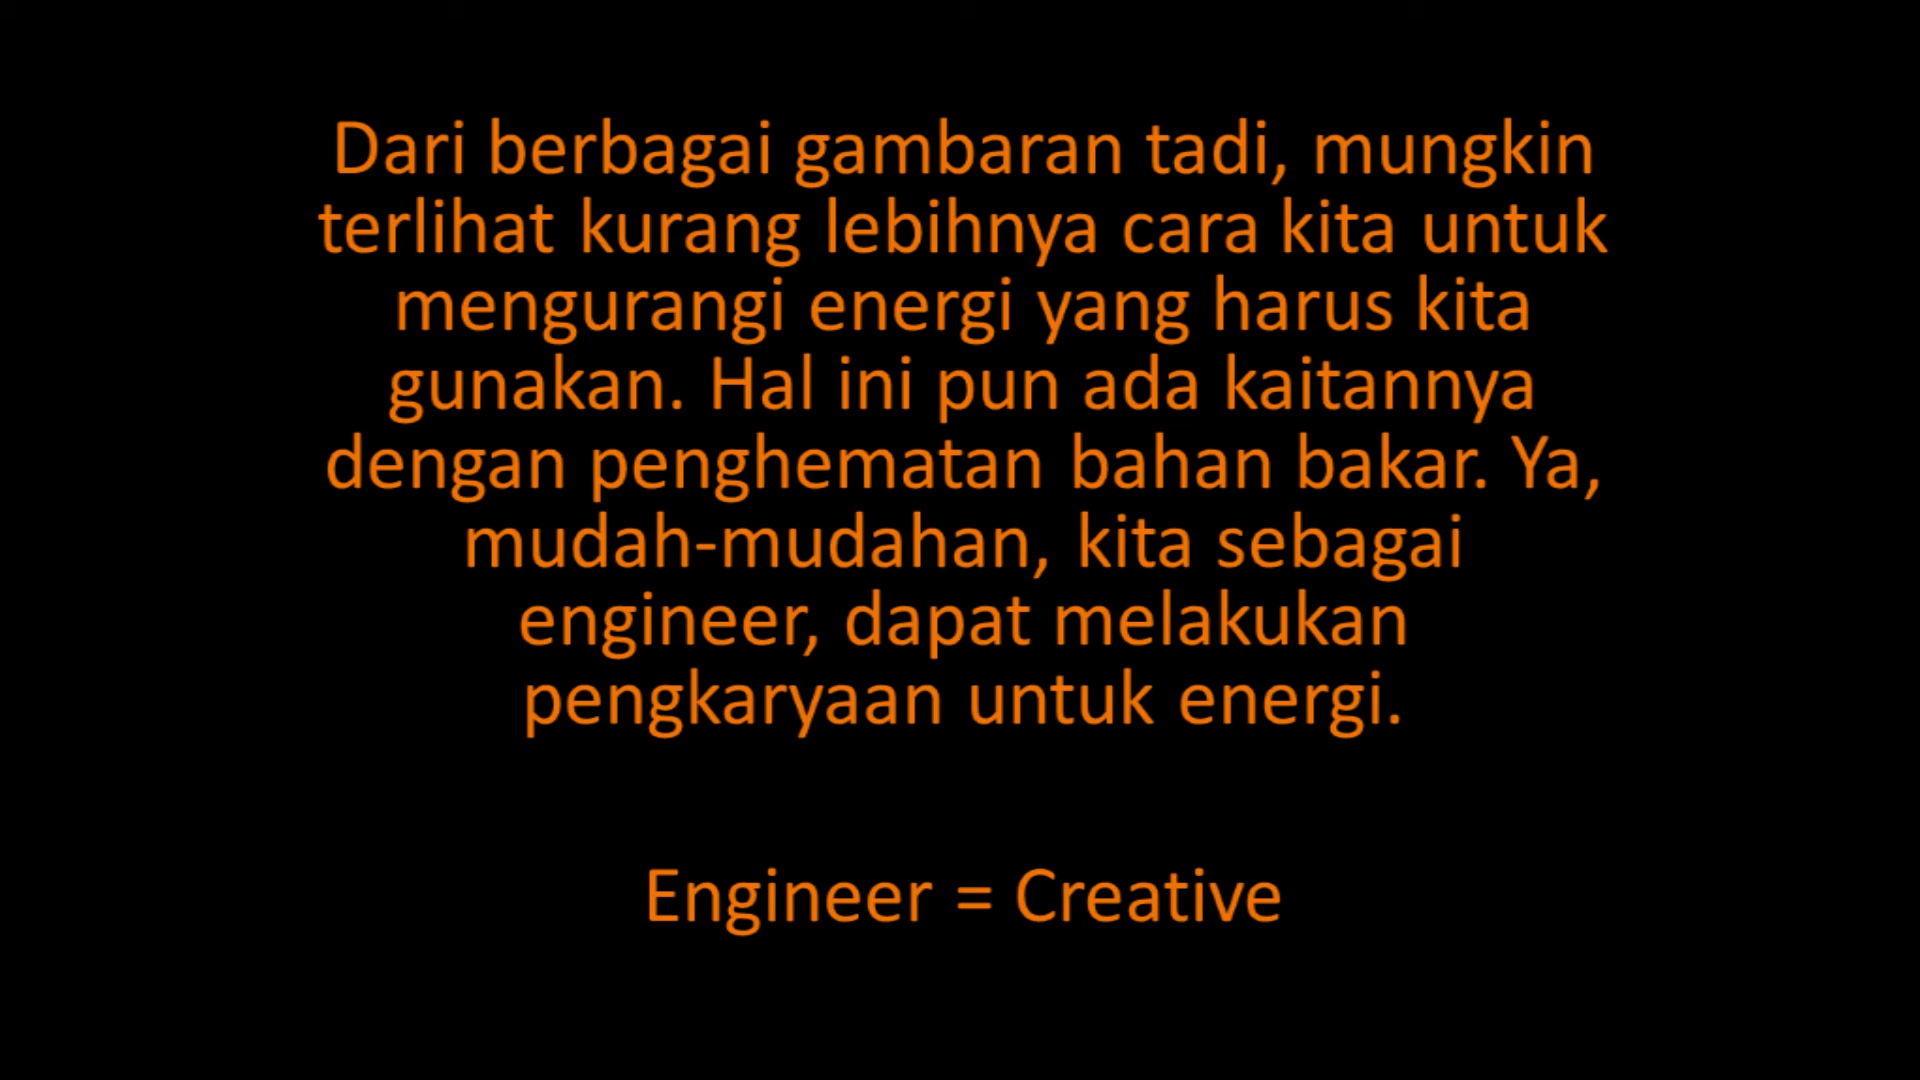 Dari berbagai gambaran tadi, mungkin
terlihat kurang lebihnya cara kita untuk
mengurangi energi yang harus kita
gunakan. Hal ini pun ada kaitannya
dengan penghematan bahan bakar. Ya,
mudah-mudahan, kita sebagai
engineer, dapat melakukan
pengkaryaan untuk energi.
Engineer = Creative